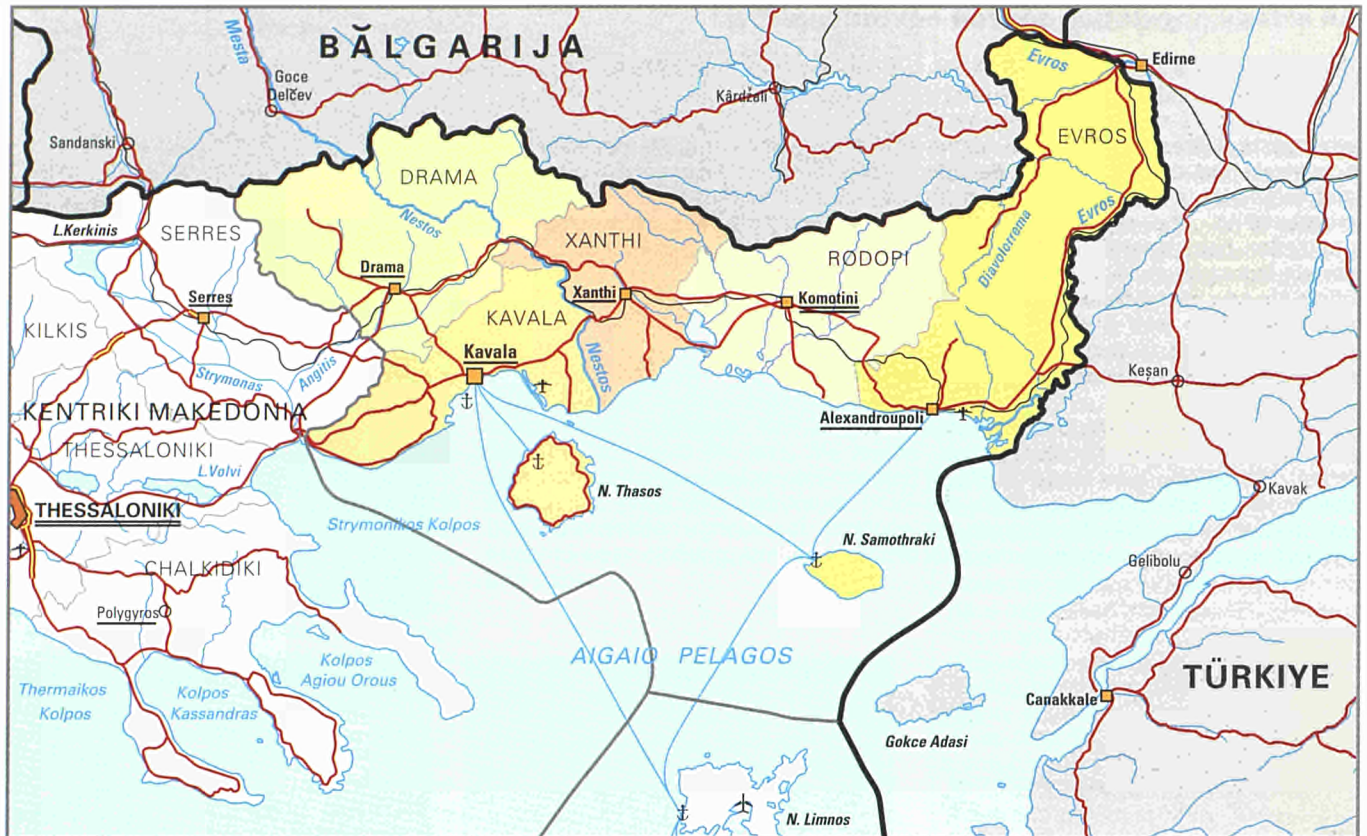 BĂLGARIJA
Mesta
Goce
Delčev
Kârdžali
Evros
Edirne
Sandanski
EVROS
DRAMA
Nestos
Evros
L.Kerkinis
SERRES
XANTHI
RODOPI
Diavolorrema
Drama
Serres
Xanthi
Komotini
KILKIS
KAVALA
Kavala
Nestos
Strymonas
Angitis
Keşan
KENTRIKI MAKEDONIA
Alexandroupoli
THESSALONIKI
L.Volvi
N. Thasos
Kavak
THESSALONIKI
Strymonikos Kolpos
N. Samothraki
Gelibolu
CHALKIDIKI
Polygyros
AIGAIO PELAGOS
Kolpos
Agiou Orous
TÜRKIYE
Thermaikos
Kolpos
Kolpos
Kassandras
Canakkale
Gokce Adasi
N. Limnos